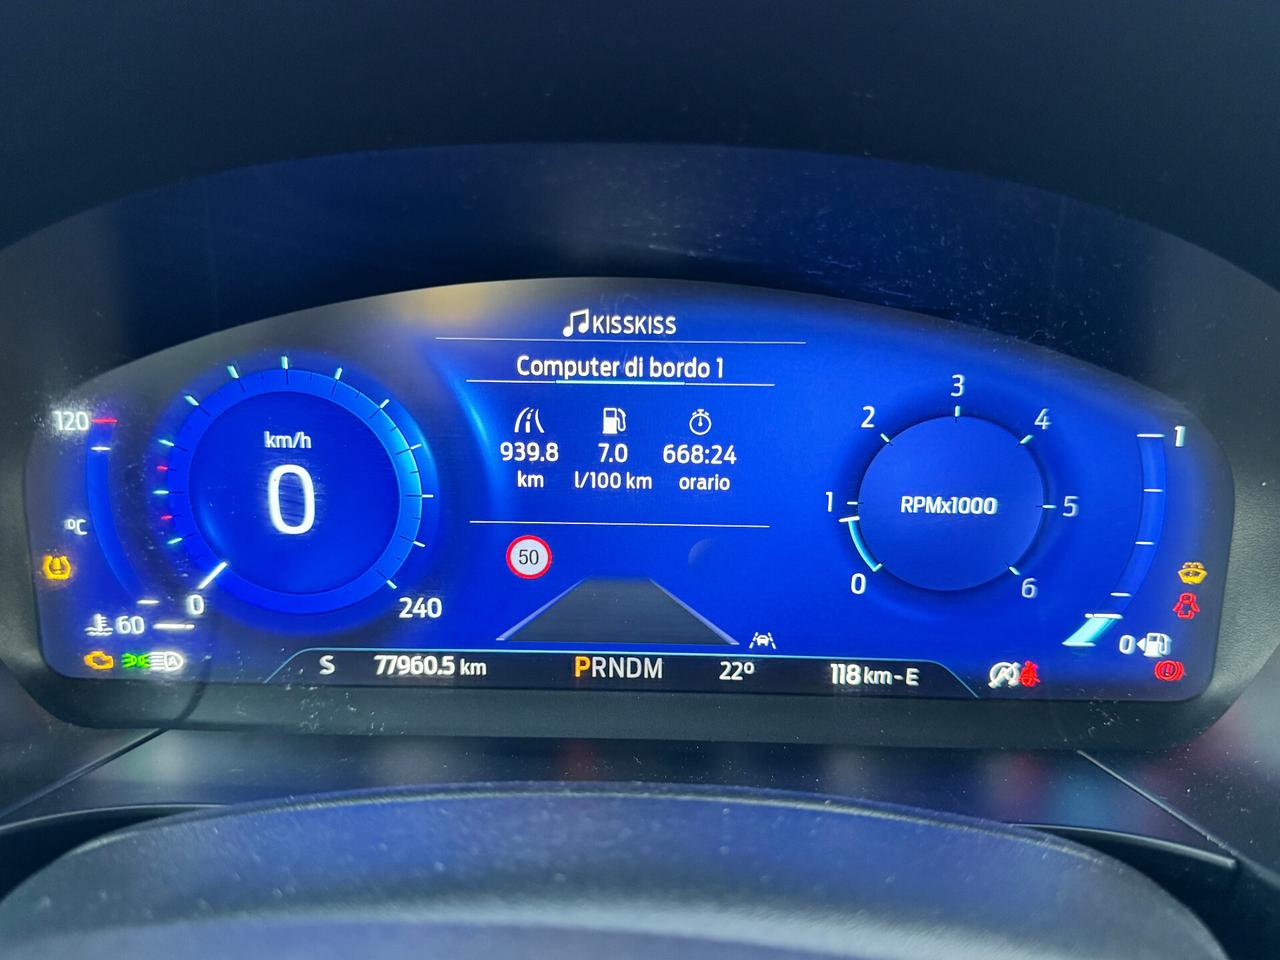 KISSKISS
Computer di bordo 1
939.8 7.0 668:24
km l/100 km orario
120
°C
60
km/h
0
0
240
50
RPMx1000
0
1
2
3
4
5
6
1
0
A
S 77960.5 km PRNDM 22° 118 km - E